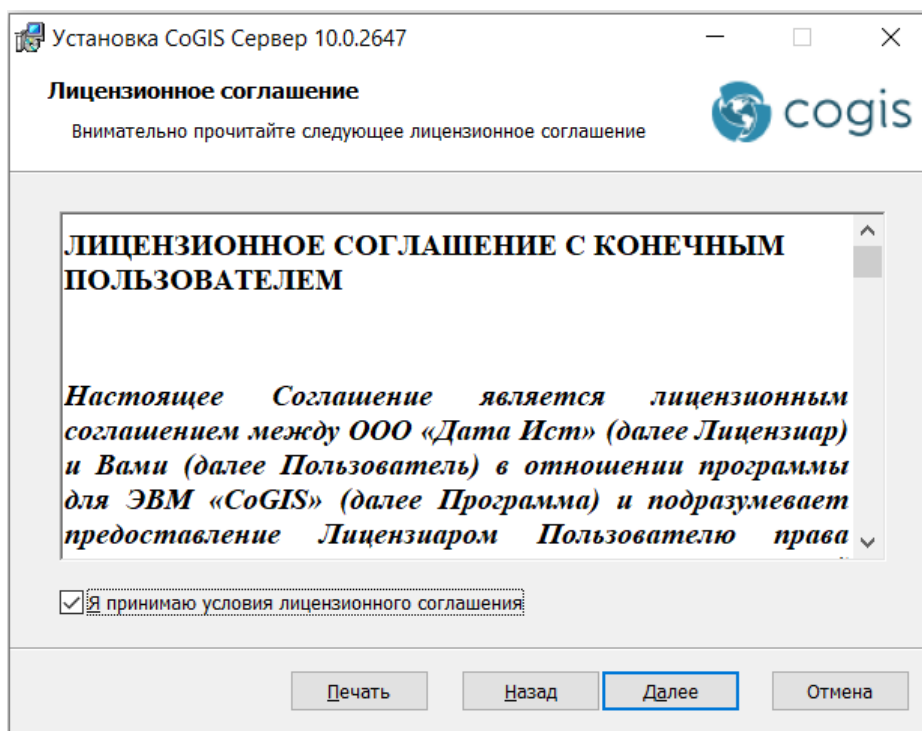 Установка CoGIS Сервер 10.0.2647
Лицензионное соглашение
Внимательно прочитайте следующее лицензионное соглашение
cogis
ЛИЦЕНЗИОННОЕ СОГЛАШЕНИЕ С КОНЕЧНЫМ
ПОЛЬЗОВАТЕЛЕМ
Настоящее Соглашение является лицензионным
соглашением между ООО «Дата Ист» (далее Лицензиар)
и Вами (далее Пользователь) в отношении программы
для ЭВМ «CoGIS» (далее Программа) и подразумевает
предоставление Лицензиаром Пользователю права
Я принимаю условия лицензионного соглашения
Печать
Назад
Далее
Отмена